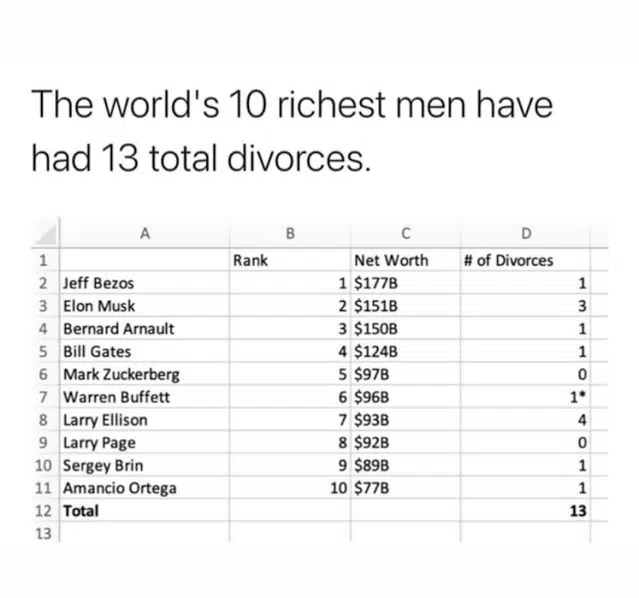 The world's 10 richest men have
had 13 total divorces.
A B C D
1 Rank Net Worth # of Divorces
2 Jeff Bezos 1 $177B 1
3 Elon Musk 2 $151B 3
4 Bernard Arnault 3 $150B 1
5 Bill Gates 4 $124B 1
6 Mark Zuckerberg 5 $97B 0
7 Warren Buffett 6 $96B 1*
8 Larry Ellison 7 $93B 4
9 Larry Page 8 $92B 0
10 Sergey Brin 9 $89B 1
11 Amancio Ortega 10 $77B 1
12 Total 13
13